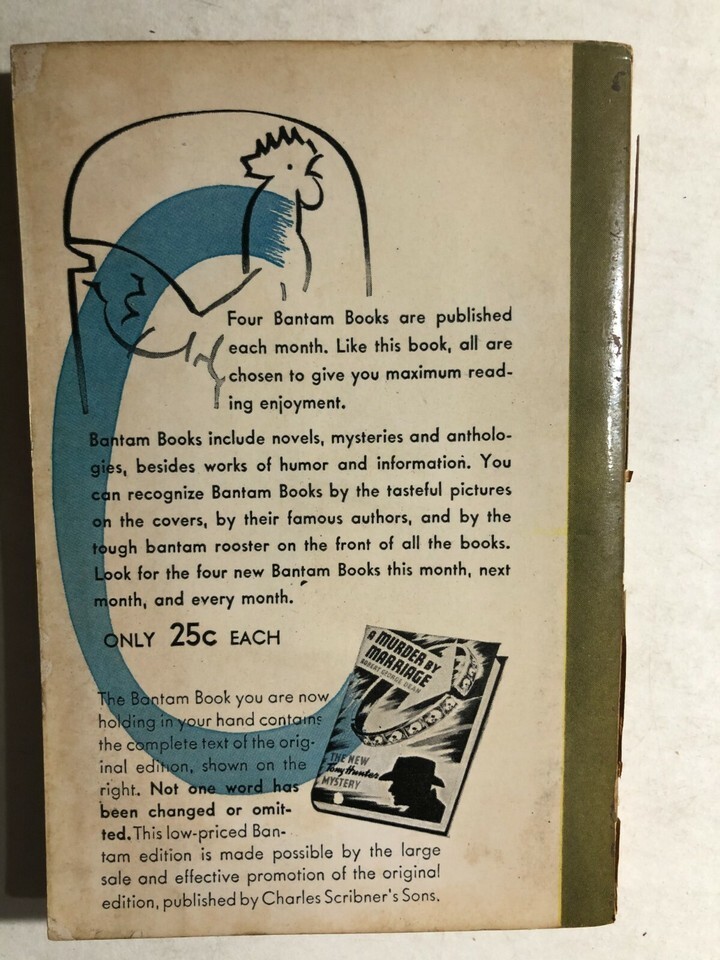 Four Bantam Books are published
each month. Like this book, all are
chosen to give you maximum read-
ing enjoyment.
Bantam Books include novels, mysteries and antholo-
gies, besides works of humor and information. You
can recognize Bantam Books by the tasteful pictures
on the covers, by their famous authors, and by the
tough bantam rooster on the front of all the books.
Look for the four new Bantam Books this month, next
month, and every month.
ONLY 25c EACH
The Bantam Book you are now
holding in your hand contains
the complete text of the orig-
inal edition, shown on the
right. Not one word has
been changed or omit-
ted. This low-priced Ban-
tam edition is made possible by the large
sale and effective promotion of the original
edition, published by Charles Scribner's Sons.
A MURDER BY
MARRIAGE
ROBERT GEORGE DEAN
THE NEW
Tony Hunter
MYSTERY